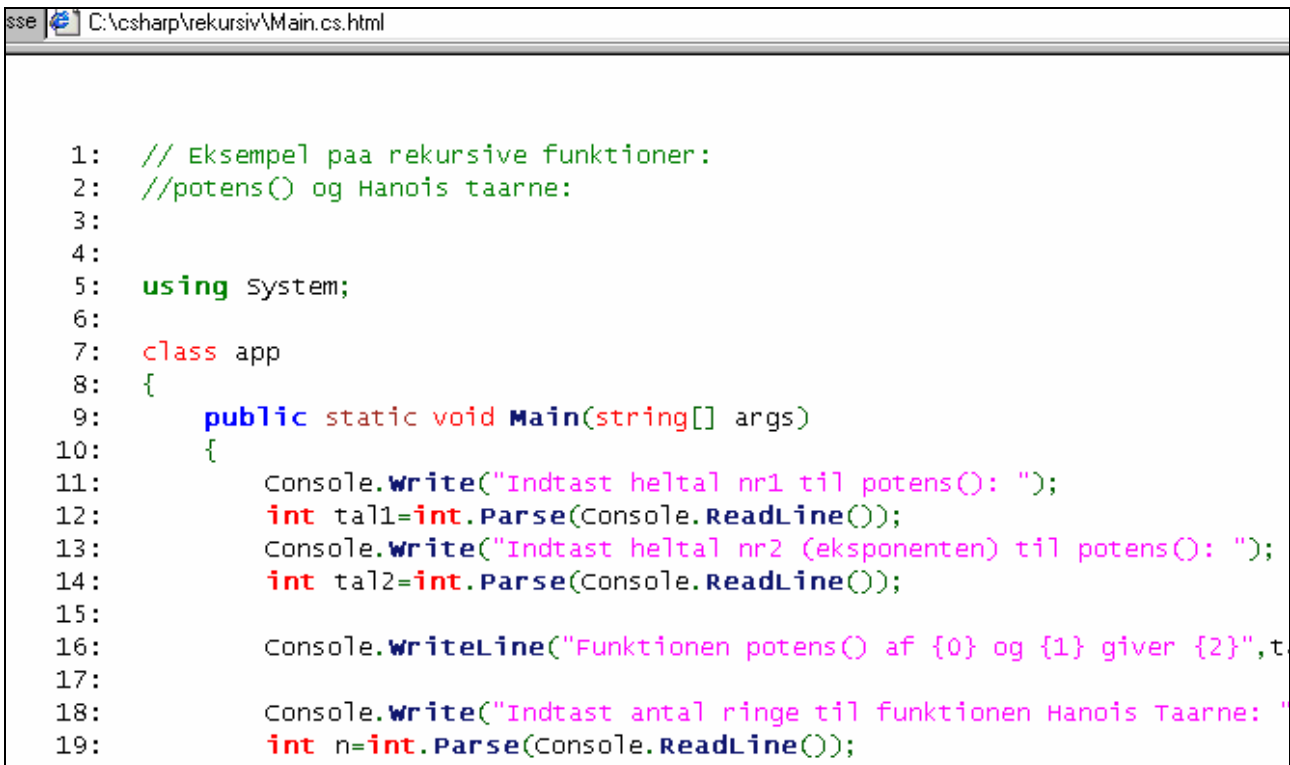 sse C:\csharp\rekursiv\Main.cs.html
1: // Eksempel paa rekursive funktioner:
2: //potens() og Hanois taarne:
3:
4:
5: using System;
6:
7: class app
8: {
9: public static void Main(string[] args)
10: {
11: Console.Write("Indtast heltal nr1 til potens(): ");
12: int tal1=int.Parse(Console.ReadLine());
13: Console.Write("Indtast heltal nr2 (eksponenten) til potens(): ");
14: int tal2=int.Parse(Console.ReadLine());
15:
16: Console.WriteLine("Funktionen potens() af {0} og {1} giver {2}",t
17:
18: Console.Write("Indtast antal ringe til funktionen Hanois Taarne: "
19: int n=int.Parse(Console.ReadLine());